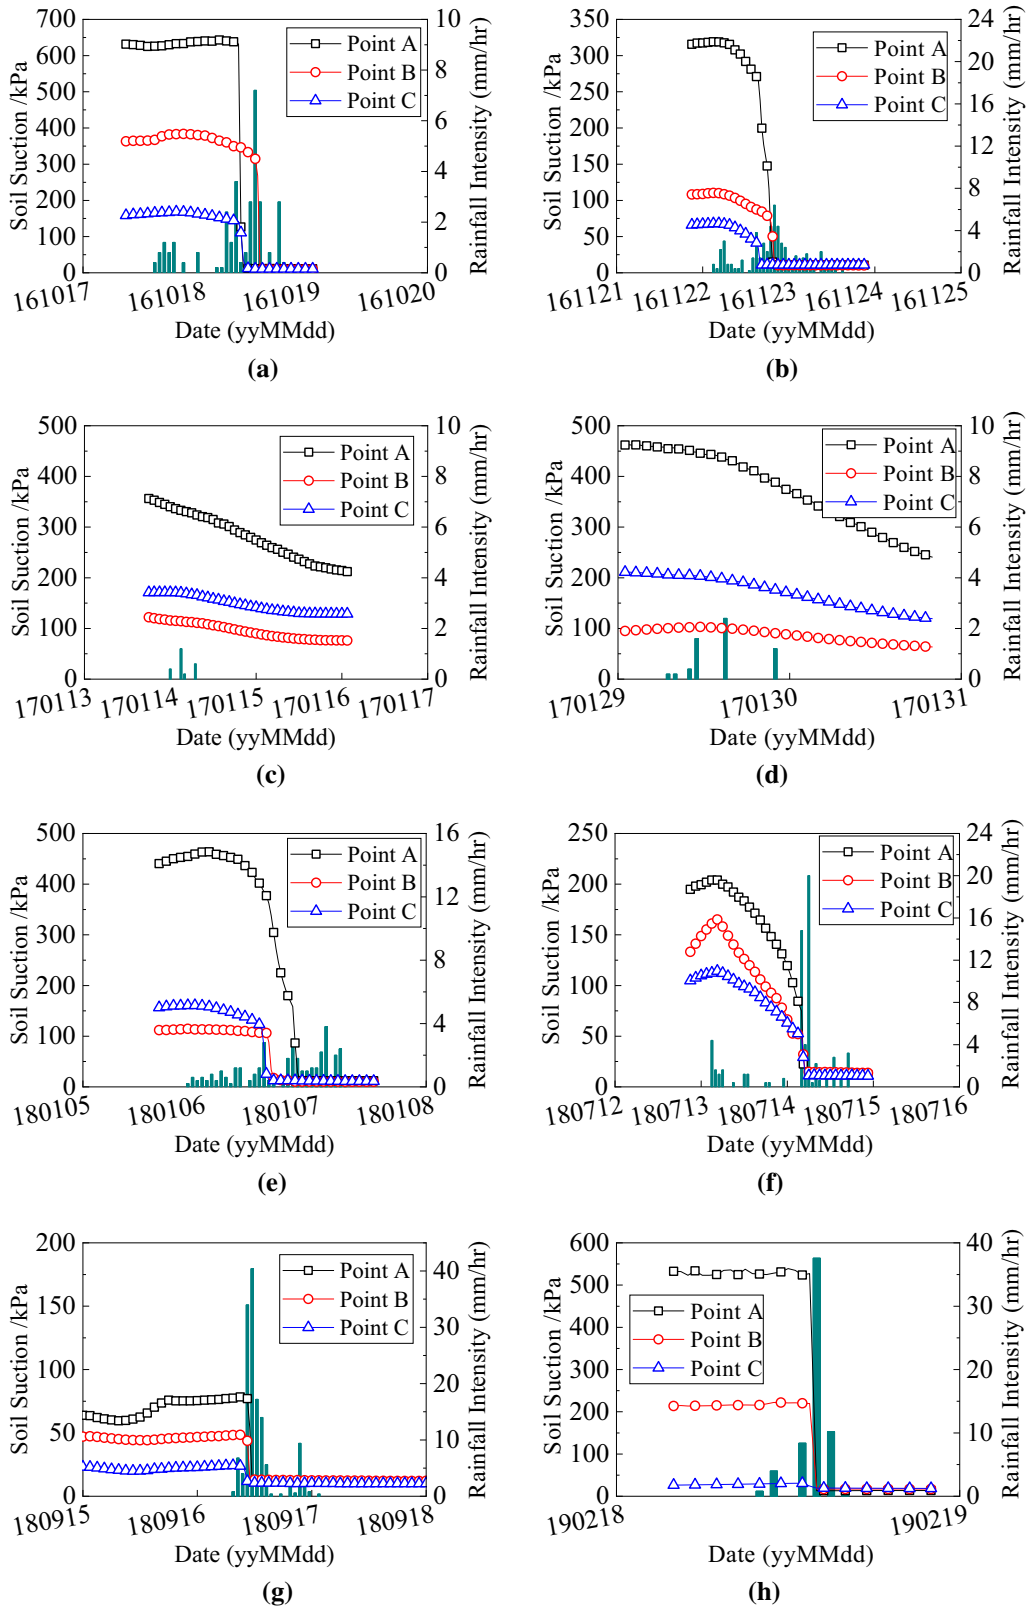 700
600
500
400
300
200
100
0
Soil Suction /kPa
Point A
Point B
Point C
10
8
6
4
2
0
Rainfall Intensity (mm/hr)
161017
161018
161019
161020
Date (yyMMdd)
(a)
350
300
250
200
150
100
50
0
Soil Suction /kPa
Point A
Point B
Point C
24
20
16
12
8
4
0
Rainfall Intensity (mm/hr)
161121
161122
161123
161124
161125
Date (yyMMdd)
(b)
500
400
300
200
100
0
Soil Suction /kPa
Point A
Point B
Point C
10
8
6
4
2
0
Rainfall Intensity (mm/hr)
170113
170114
170115
170116
170117
Date (yyMMdd)
(c)
500
400
300
200
100
0
Soil Suction /kPa
Point A
Point B
Point C
10
8
6
4
2
0
Rainfall Intensity (mm/hr)
170129
170130
170131
Date (yyMMdd)
(d)
500
400
300
200
100
0
Soil Suction /kPa
Point A
Point B
Point C
16
12
8
4
0
Rainfall Intensity (mm/hr)
180105
180106
180107
180108
Date (yyMMdd)
(e)
250
200
150
100
50
0
Soil Suction /kPa
Point A
Point B
Point C
24
20
16
12
8
4
0
Rainfall Intensity (mm/hr)
180712
180713
180714
180715
180716
Date (yyMMdd)
(f)
200
150
100
50
0
Soil Suction /kPa
Point A
Point B
Point C
40
30
20
10
0
Rainfall Intensity (mm/hr)
180915
180916
180917
180918
Date (yyMMdd)
(g)
600
500
400
300
200
100
0
Soil Suction /kPa
Point A
Point B
Point C
40
30
20
10
0
Rainfall Intensity (mm/hr)
190218
190219
Date (yyMMdd)
(h)